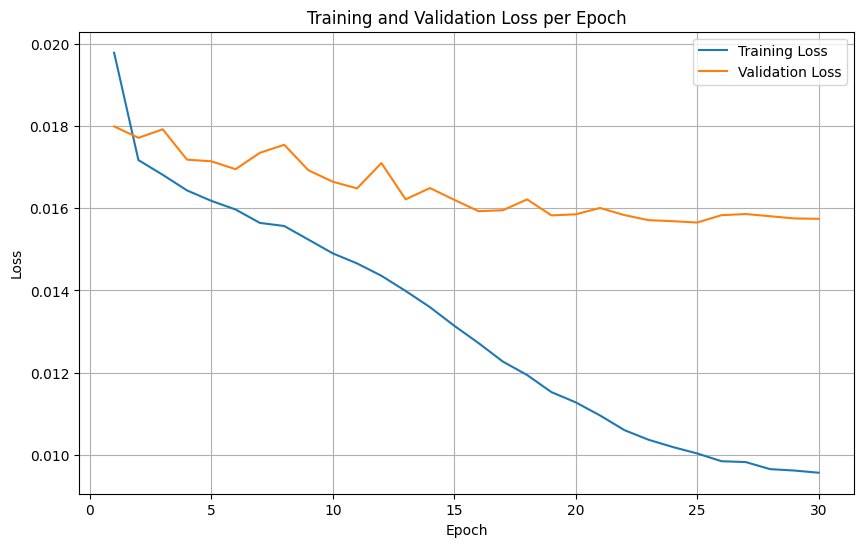 Training and Validation Loss per Epoch
Training Loss
Validation Loss
0.020
0.018
0.016
0.014
0.012
0.010
Loss
0
5
10
15
20
25
30
Epoch